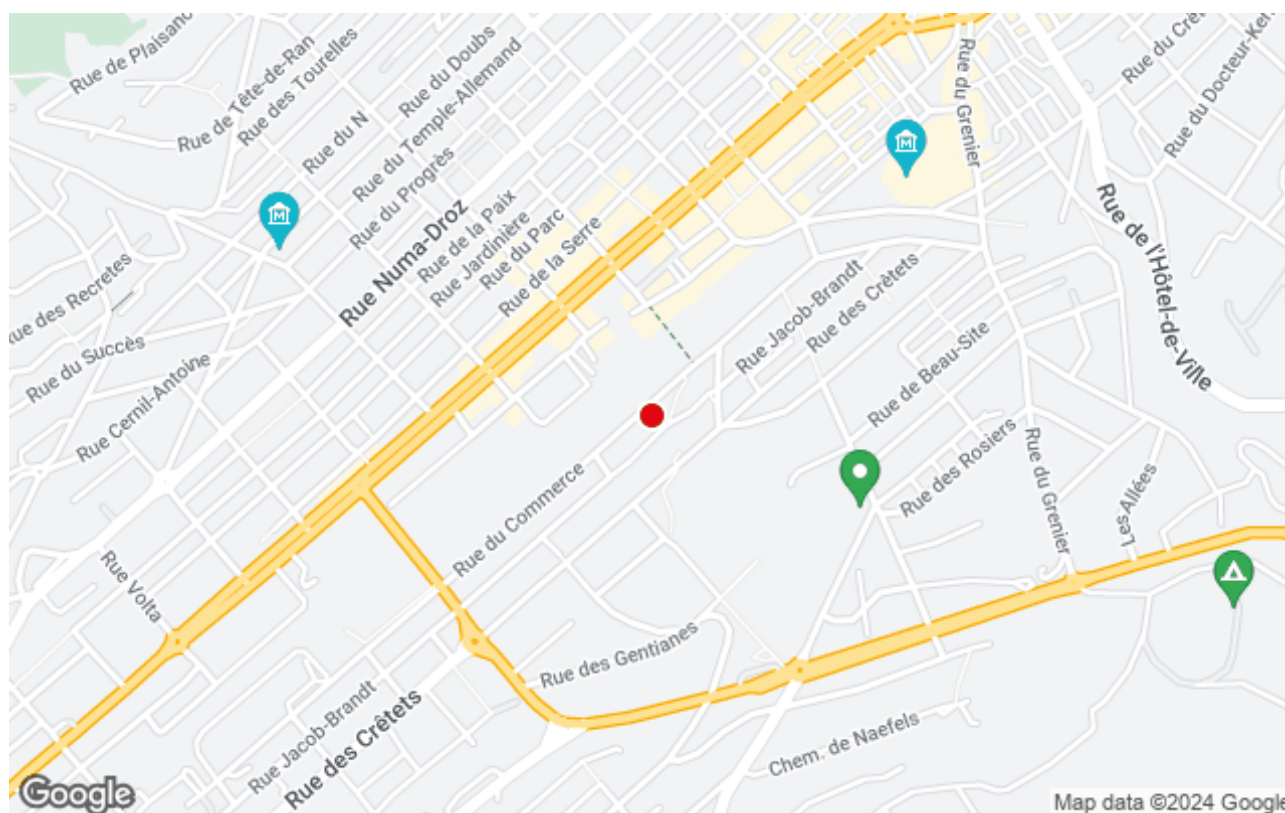 Rue de Plaisanc
Rue de Tête-de-Ran
Rue des Tourelles
Rue du N
Rue du Doubs
Rue du Temple-Allemand
Rue du Progrès
Rue Numa-Droz
Rue de la Paix
Rue Jardinière
Rue du Parc
Rue de la Serre
Rue du Grenier
Rue du Crê
Rue du Docteur-Ker
Rue de l'Hôtel-de-Ville
M
M
Rue des Recretes
Rue du Succès
Rue Cernil-Antoine
Rue Jacob-Brandt
Rue des Crêtets
Rue de Beau-Site
Rue des Rosiers
Rue du Grenier
Les-Allées
Rue du Commerce
Rue Volta
Rue des Gentianes
Rue Jacob-Brandt
Rue des Crêtets
Chem. de Naefels
Google
Map data ©2024 Google